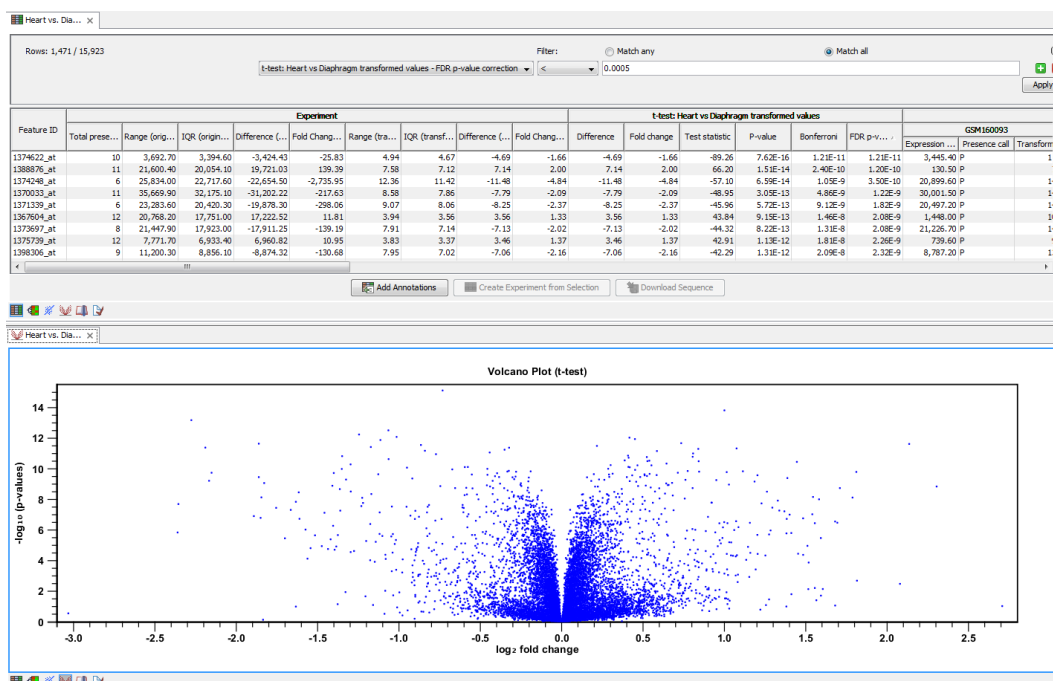 Heart vs. Dia...
Rows: 1,471 / 15,923
Filter: Match any Match all
t-test: Heart vs Diaphragm transformed values - FDR p-value correction < 0.0005
Apply
Experiment t-test: Heart vs Diaphragm transformed values
GSM160093
Feature ID Total prese... Range (orig... IQR (origin... Difference (... Fold Chang... Range (tra... IQR (transf... Difference (... Fold Chang... Difference Fold change Test statistic P-value Bonferroni FDR p-v... Expression ... Presence call Transform
1374622_at 10 3,692.70 3,394.60 -3,424.43 -25.83 4.94 4.67 -4.69 -1.66 -4.69 -1.66 -89.26 7.62E-16 1.21E-11 1.21E-11 3,445.40 P
1388876_at 11 21,600.40 20,054.10 19,721.03 139.39 7.58 7.12 7.14 2.00 7.14 2.00 66.20 1.51E-14 2.40E-10 1.20E-10 130.50 P
1374248_at 6 25,834.00 22,717.60 -22,654.50 -2,735.95 12.36 11.42 -11.48 -4.84 -11.48 -4.84 -57.10 6.59E-14 1.05E-9 3.50E-10 20,899.60 P
1370033_at 11 35,669.90 32,175.10 -31,202.22 -217.63 8.58 7.89 -7.79 -2.09 -7.79 -2.09 -48.95 3.05E-13 4.86E-9 1.22E-9 30,001.50 P
1371339_at 6 23,283.60 20,420.30 -19,878.30 -298.06 9.07 8.06 -8.25 -2.37 -8.25 -2.37 -45.96 5.72E-13 9.12E-9 1.82E-9 20,497.20 P
1367604_at 12 20,768.20 17,751.00 17,222.52 11.81 3.94 3.56 3.56 1.33 3.56 1.33 43.84 9.15E-13 1.46E-8 2.08E-9 1,448.00 P
1373697_at 8 21,447.90 17,923.00 -17,911.25 -139.19 7.91 7.14 -7.13 -2.02 -7.13 -2.02 -44.32 8.22E-13 1.31E-8 2.08E-9 21,226.70 P
1375739_at 12 7,771.70 6,933.40 6,960.82 10.95 3.83 3.37 3.46 1.37 3.46 1.37 42.91 1.13E-12 1.81E-8 2.26E-9 739.60 P
1398306_at 9 11,200.30 8,856.10 -8,874.32 -130.68 7.95 7.02 -7.06 -2.16 -7.06 -2.16 -42.29 1.31E-12 2.09E-8 2.32E-9 8,787.20 P
Add Annotations Create Experiment from Selection Download Sequence
Heart vs. Dia...
Volcano Plot (t-test)
14
12
10
8
6
4
2
0
-log₁₀ (p-values)
-3.0 -2.5 -2.0 -1.5 -1.0 -0.5 0.0 0.5 1.0 1.5 2.0 2.5
log₂ fold change